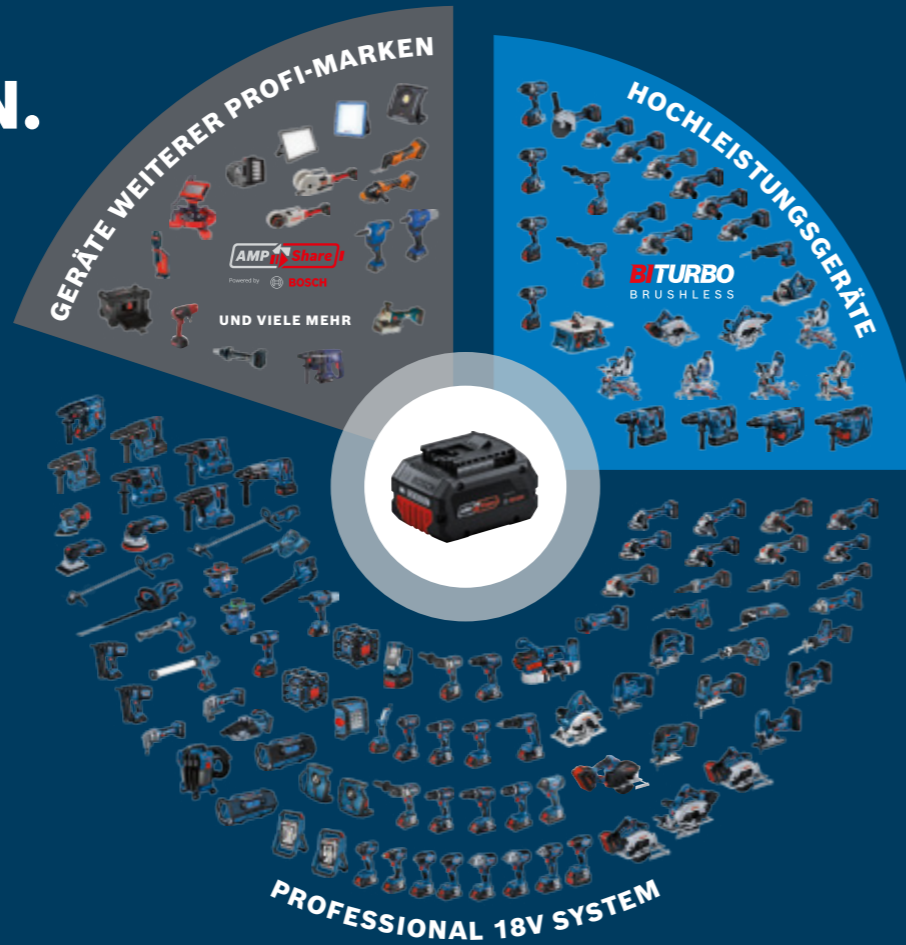 N.
GERÄTE WEITERER PROFI-MARKEN
HOCHLEISTUNGSGERÄTE
AMP Share
Powered by BOSCH
UND VIELE MEHR
BITURBO
BRUSHLESS
PROFESSIONAL 18V SYSTEM